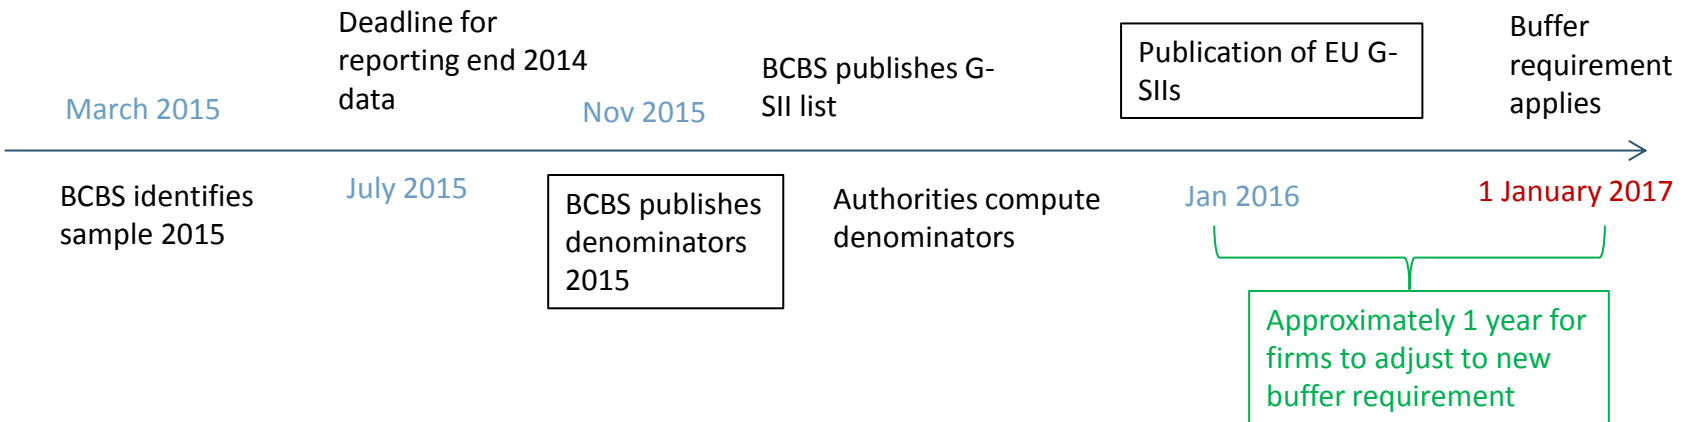 Deadline for
reporting end 2014
data
March 2015
Nov 2015
BCBS publishes G-
SII list
Publication of EU G-
SIIs
Buffer
requirement
applies
BCBS identifies
sample 2015
July 2015
BCBS publishes
denominators
2015
Authorities compute
denominators
Jan 2016
1 January 2017
Approximately 1 year for
firms to adjust to new
buffer requirement